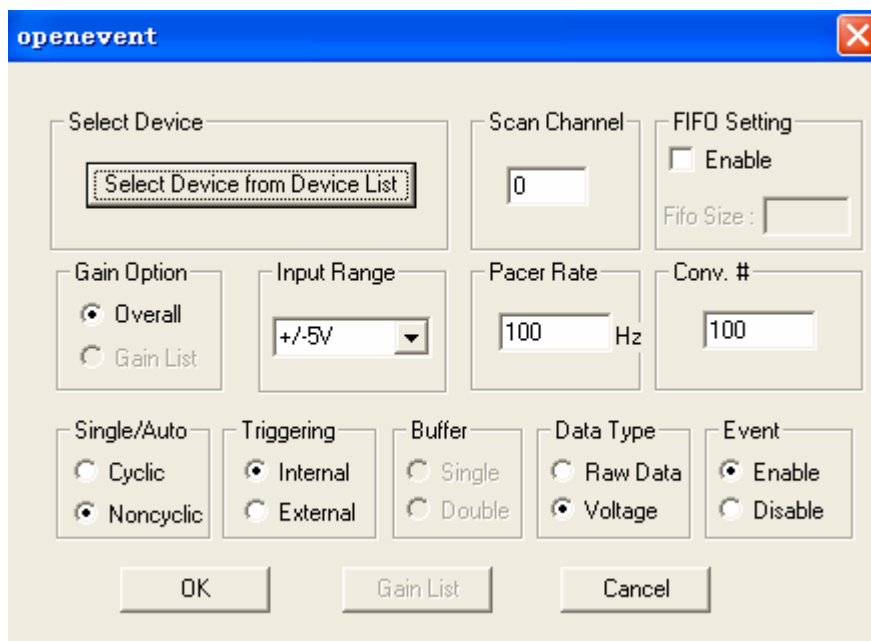 openevent
Select Device
Scan Channel
FIFO Setting
Select Device from Device List
0
Enable
Fifo Size :
Gain Option
Input Range
Pacer Rate
Conv. #
Overall
Gain List
+/-5V
100 Hz
100
Single/Auto
Triggering
Buffer
Data Type
Event
Cyclic
Internal
Single
Raw Data
Enable
Noncyclic
External
Double
Voltage
Disable
OK
Gain List
Cancel